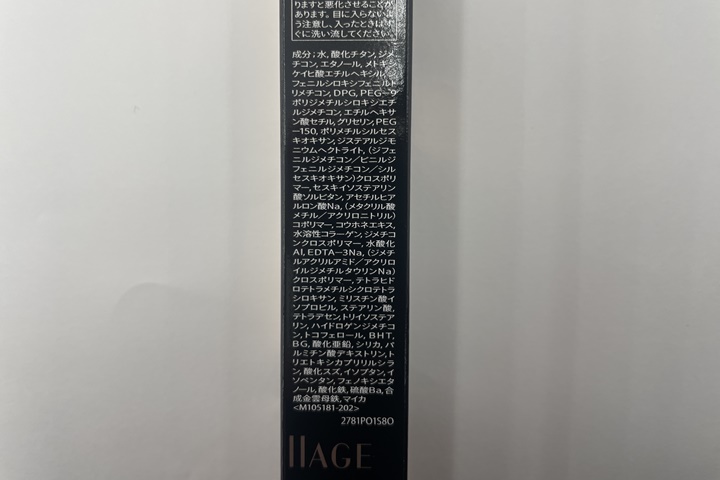 りますと悪化させることが
あります。目に入らないよ
う注意し、入ったときはす
ぐに洗い流してください。
成分:水, 酸化チタン, ジメ
チコン, エタノール, メトキシ
ケイヒ酸エチルヘキシル, ジ
フェニルシロキシフェニルト
リメチコン, DPG, PEG－9
ポリジメチルシロキシエチ
ルジメチコン, エチルヘキサ
ン酸セチル, グリセリン, PEG
－150, ポリメチルシルセス
キオキサン, ジステアルジモ
ニウムヘクトライト, (ジフェ
ニルジメチコン／ビニルジ
フェニルジメチコン／シル
セスキオキサン)クロスポリ
マー, セスキイソステアリン
酸ソルビタン, アセチルヒア
ルロン酸Na, (メタクリル酸
メチル／アクリロニトリル)
コポリマー, コウホネエキス,
水溶性コラーゲン, ジメチコ
ンクロスポリマー, 水酸化
Al, EDTA－3Na, (ジメチ
ルアクリルアミド／アクリロ
イルジメチルタウリンNa)
クロスポリマー, テトラヒド
ロテトラメチルシクロテトラ
シロキサン, ミリスチン酸イ
ソプロピル, ステアリン酸,
テトラデセン, トリイソステア
リン, ハイドロゲンジメチコ
ン, トコフェロール, BHT,
BG, 酸化亜鉛, シリカ, パ
ルミチン酸デキストリン, ト
リエトキシカプリリルシラ
ン, 酸化スズ, イソブタン, イ
ソペンタン, フェノキシエタ
ノール, 酸化鉄, 硫酸Ba, 合
成金雲母鉄, マイカ
<M105181-202>
2781PO1S8O
IIAGE